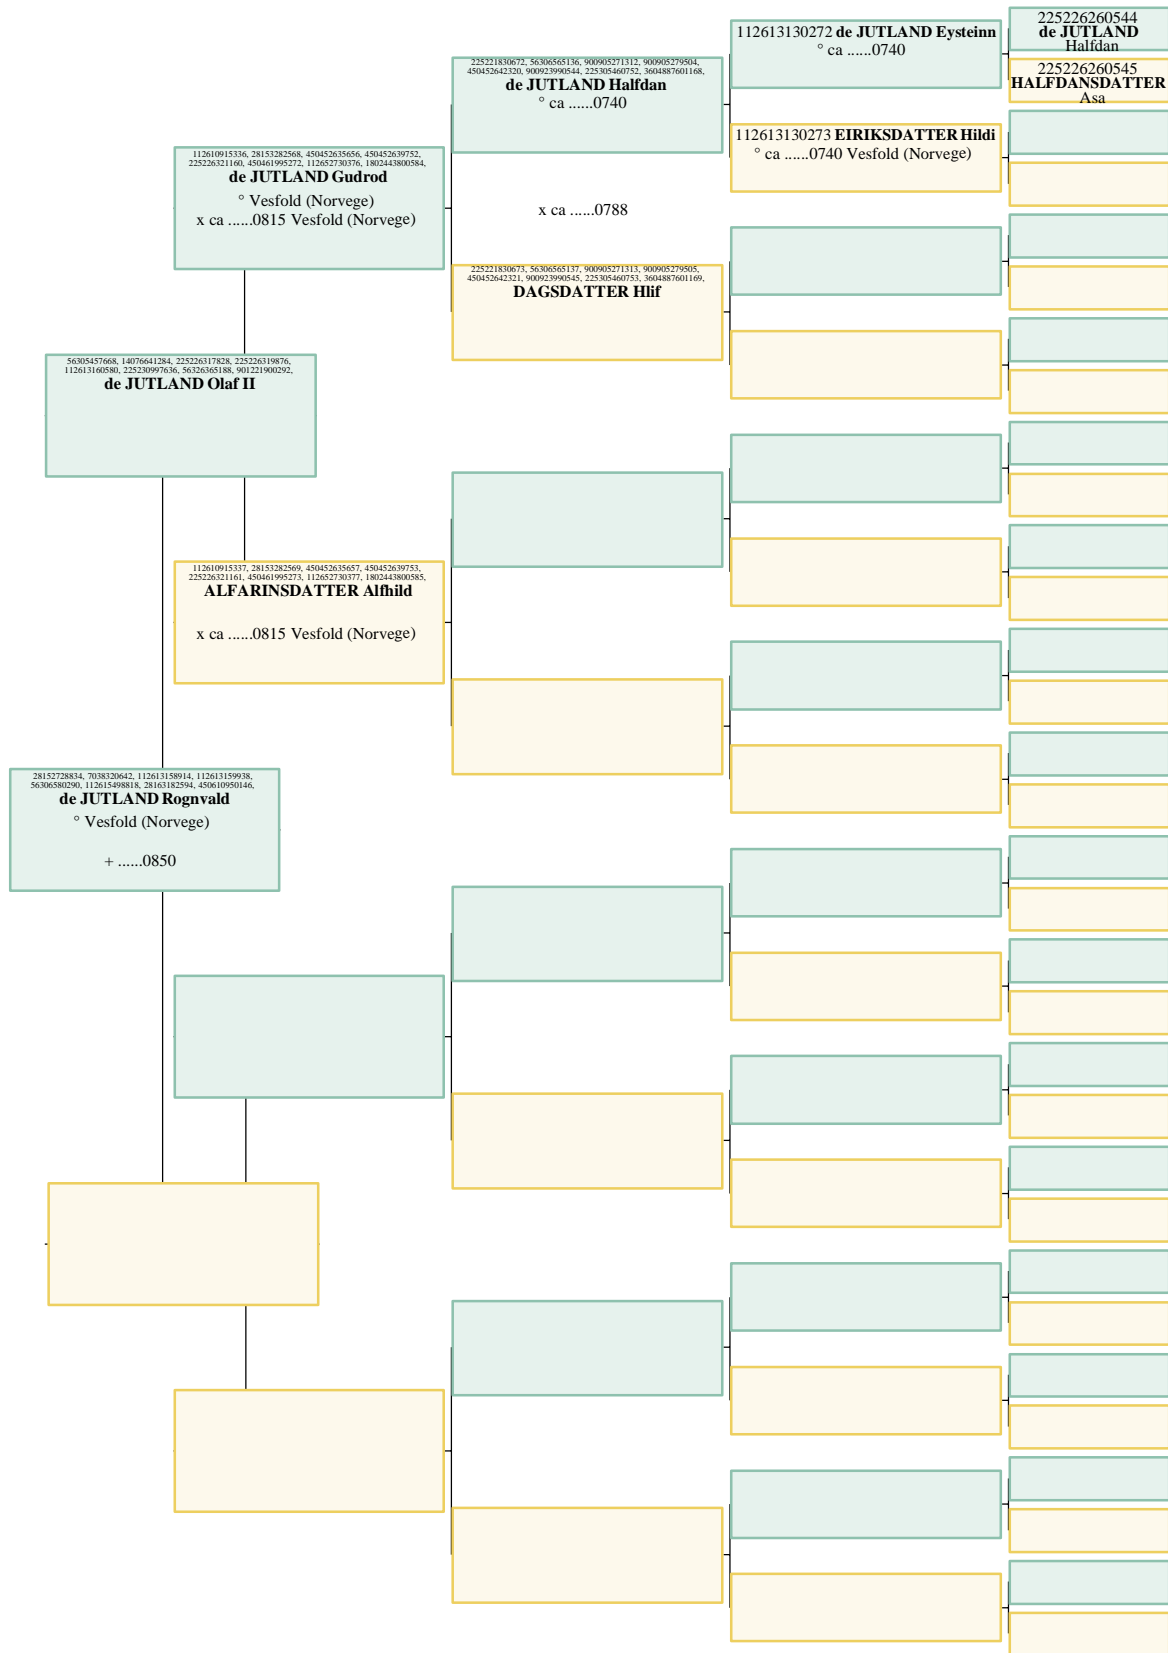 225226260544
de JUTLAND
Halfdan
225226260545
HALFDANSDATTER
Asa
112613130272 de JUTLAND Eysteinn
° ca ......0740
112613130273 EIRIKSDATTER Hildi
° ca ......0740 Vesfold (Norvege)
225221830672, 56306565136, 900905271312, 900905279504,
450452642320, 900923990544, 225305460752, 3604887601168,
de JUTLAND Halfdan
° ca ......0740
x ca ......0788
225221830673, 56306565137, 900905271313, 900905279505,
450452642321, 900923990545, 225305460753, 3604887601169,
DAGSDATTER Hlif
112610915336, 28153282568, 450452635656, 450452639752,
225226321160, 450461995272, 112652730376, 1802443800584,
de JUTLAND Gudrod
° Vesfold (Norvege)
x ca ......0815 Vesfold (Norvege)
56305457668, 14076641284, 225226317828, 225226319876,
112613160580, 225230997636, 56326365188, 901221900292,
de JUTLAND Olaf II
112610915337, 28153282569, 450452635657, 450452639753,
225226321161, 450461995273, 112652730377, 1802443800585,
ALFARINSDATTER Alfhild
x ca ......0815 Vesfold (Norvege)
28152728834, 7038320642, 112613158914, 112613159938,
56306580290, 112615498818, 28163182594, 450610950146,
de JUTLAND Rognvald
° Vesfold (Norvege)
+ ......0850